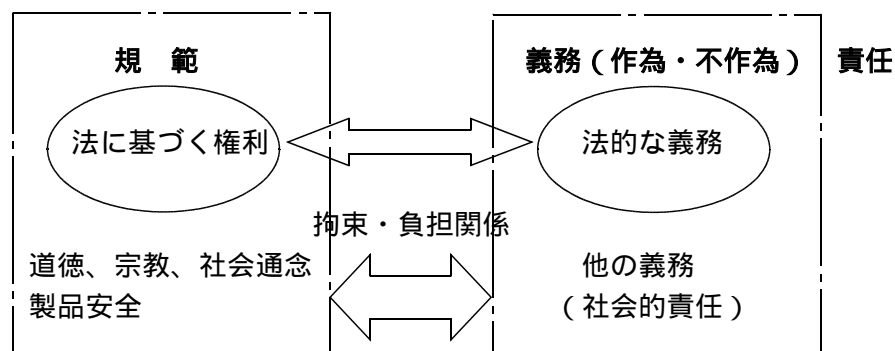 規 範
義務(作為・不作為) 責任
法に基づく権利
法的な義務
拘束・負担関係
道徳、宗教、社会通念
製品安全
他の義務
(社会的責任)